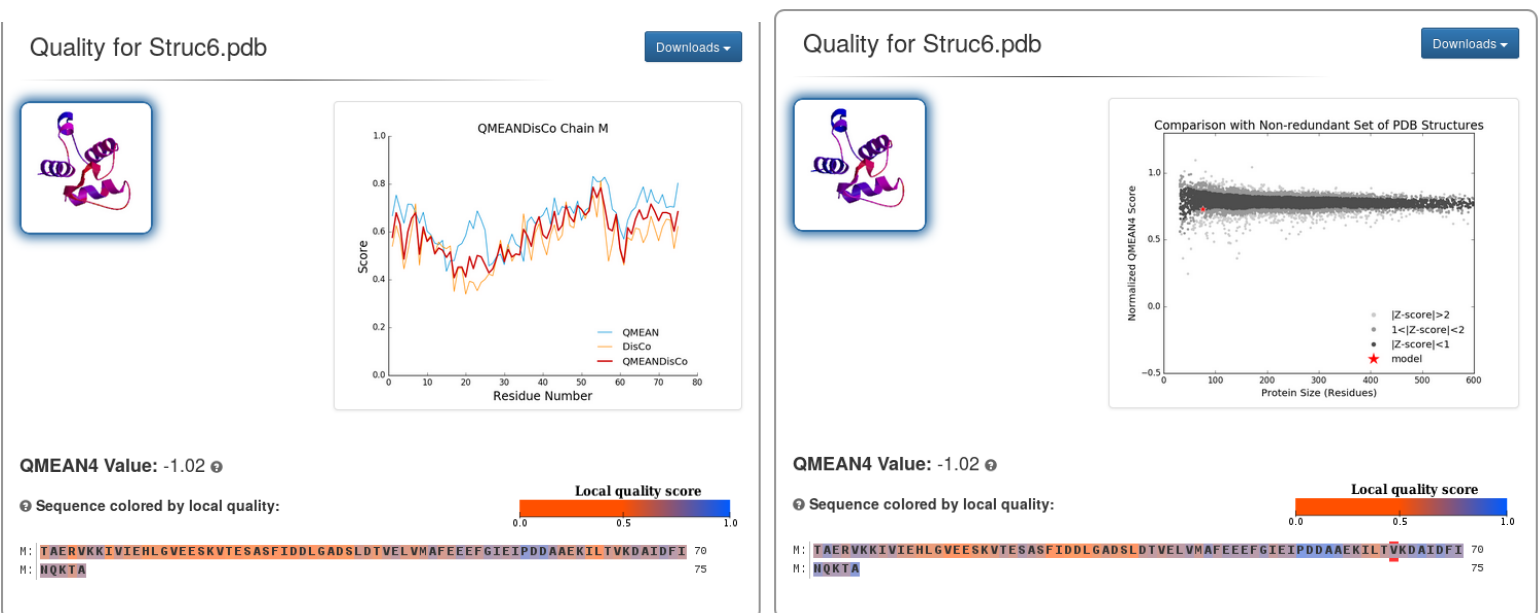 Quality for Struc6.pdb
Downloads
QMEANDisCo Chain M
1.0
0.8
0.6
0.4
0.2
0.0
Score
0 10 20 30 40 50 60 70 80
Residue Number
QMEAN
DisCo
QMEANDisCo
QMEAN4 Value: -1.02
Sequence colored by local quality:
Local quality score
0.0 0.5 1.0
M: TAERVKKIVIEHLGVEESKVTESASFIDDLGADSLDTVELVMAFEEEFGIEIPDDAAEKILTVKDAIDFI 70
M: NQKTA 75
Quality for Struc6.pdb
Downloads
Comparison with Non-redundant Set of PDB Structures
1.0
0.5
0.0
−0.5
Normalized QMEAN4 Score
0 100 200 300 400 500 600
Protein Size (Residues)
|Z-score|>2
1<|Z-score|<2
|Z-score|<1
model
QMEAN4 Value: -1.02
Sequence colored by local quality:
Local quality score
0.0 0.5 1.0
M: TAERVKKIVIEHLGVEESKVTESASFIDDLGADSLDTVELVMAFEEEFGIEIPDDAAEKILTVKDAIDFI 70
M: NQKTA 75